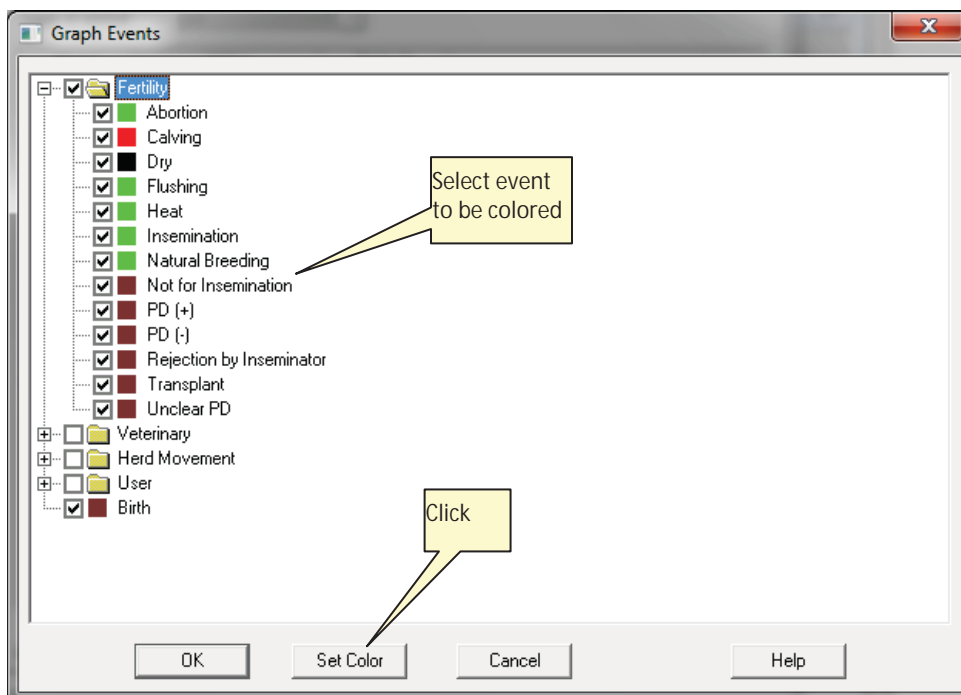 Graph Events
Fertility
Abortion
Calving
Dry
Flushing
Heat
Insemination
Natural Breeding
Not for Insemination
PD (+)
PD (-)
Rejection by Inseminator
Transplant
Unclear PD
Veterinary
Herd Movement
User
Birth
Select event
to be colored
Click
OK
Set Color
Cancel
Help